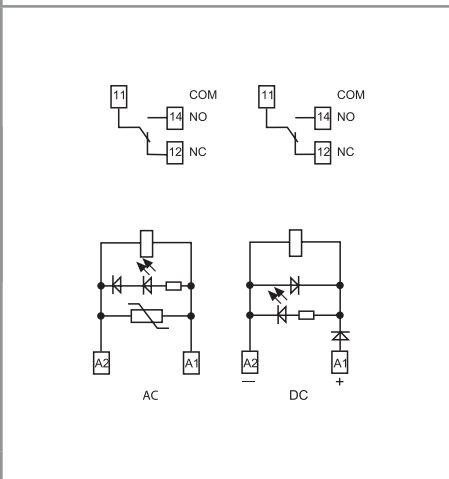 11 COM 11 COM
14 NO 14 NO
12 NC 12 NC
A2 A1 A2 A1
— +
AC DC